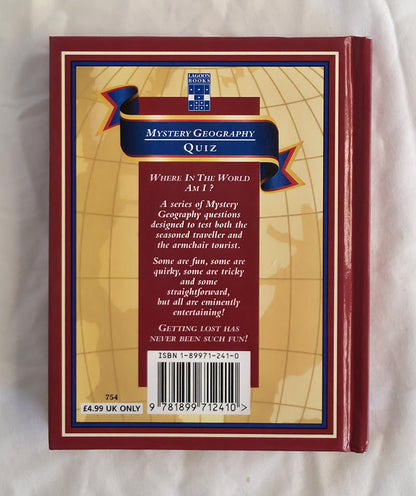 LAGOON
BOOKS
MYSTERY GEOGRAPHY
QUIZ
WHERE IN THE WORLD
AM I ?
A series of Mystery
Geography questions
designed to test both the
seasoned traveller and
the armchair tourist.
Some are fun, some are
quirky, some are tricky
and some
straightforward,
but all are eminently
entertaining!
GETTING LOST HAS
NEVER BEEN SUCH FUN!
ISBN 1-89971-241-0
9 781899 712410 >
754
£4.99 UK ONLY